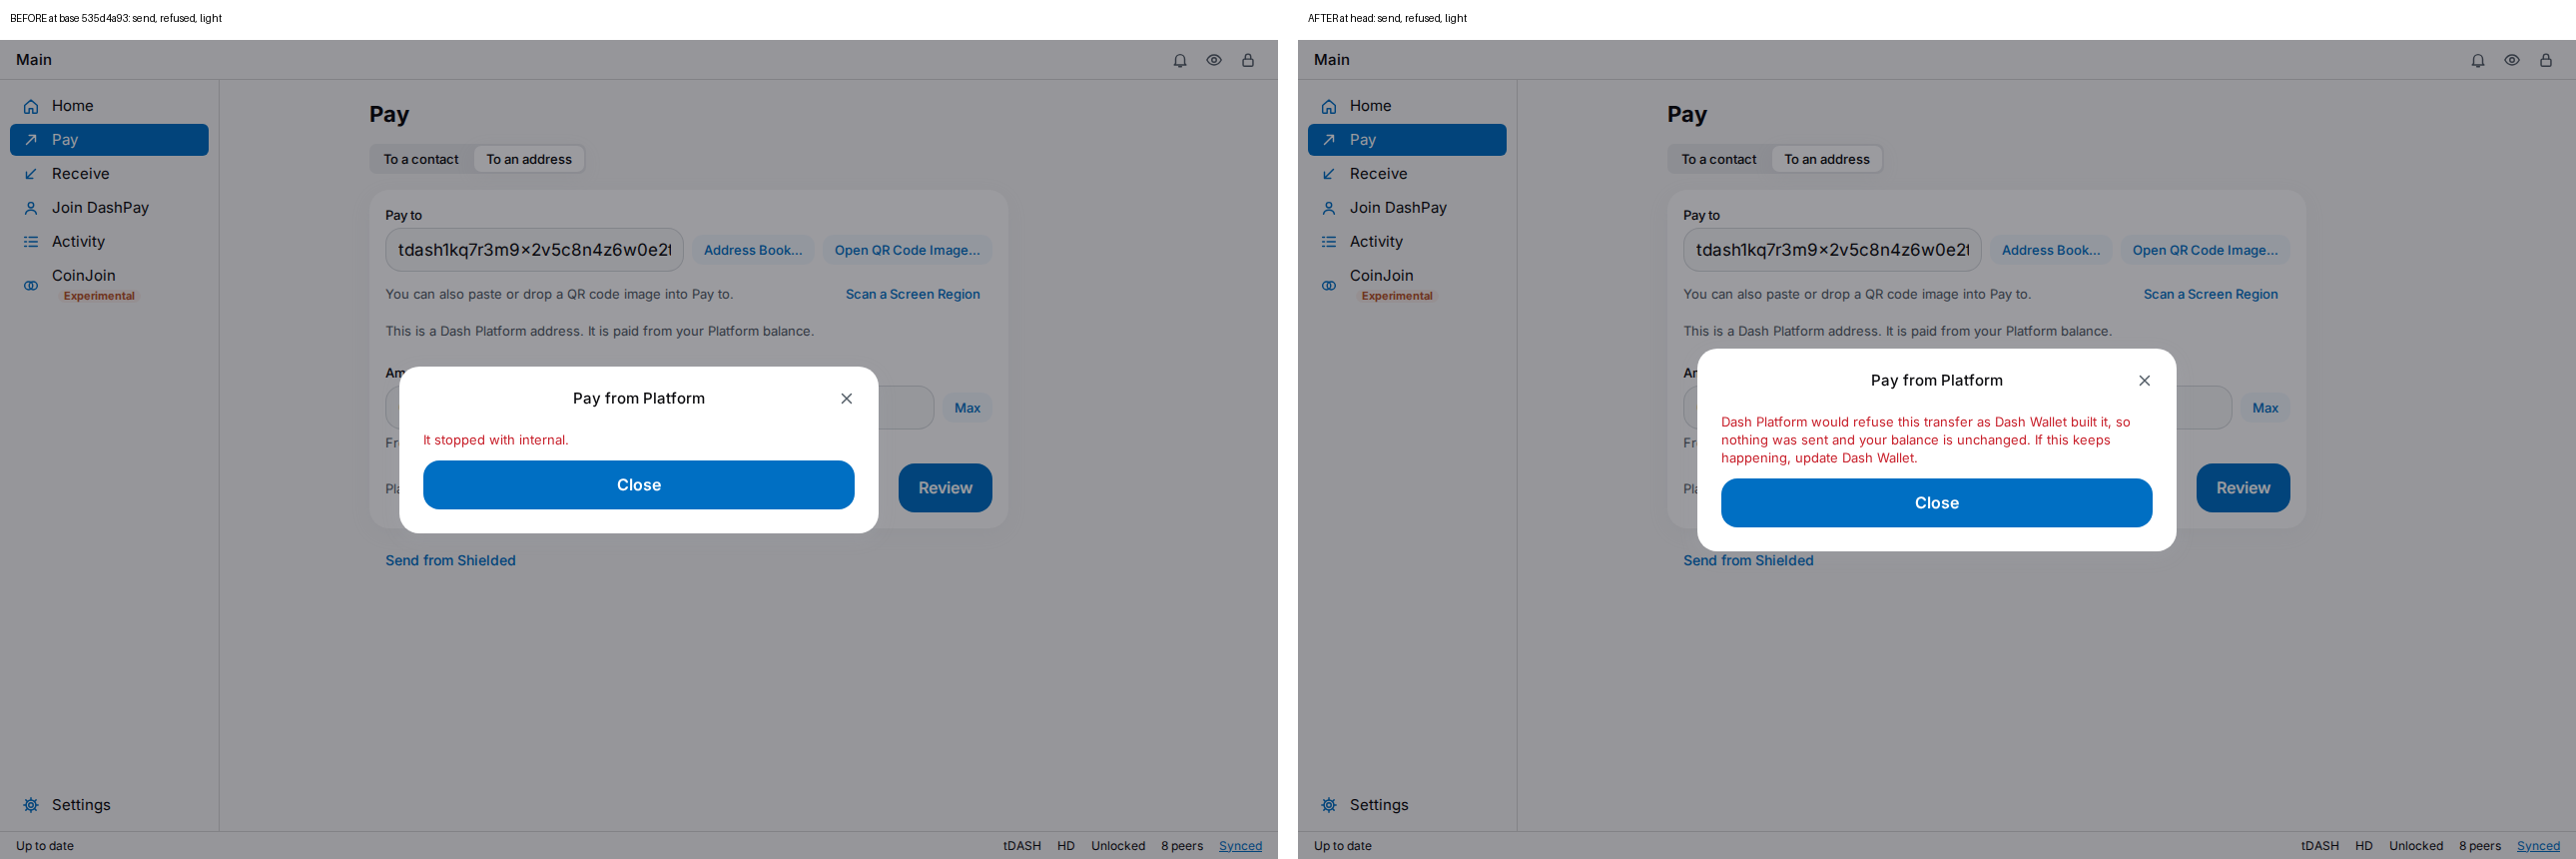 BEFORE at base 535d4a93: send, refused, light
Main
Home
Pay
Receive
Join DashPay
Activity
CoinJoin
Experimental
Settings
Pay
To a contact
To an address
Pay to
tdash1kq7r3m9×2v5c8n4z6w0e2
Address Book...
Open QR Code Image...
You can also paste or drop a QR code image into Pay to.
Scan a Screen Region
This is a Dash Platform address. It is paid from your Platform balance.
Max
Review
Send from Shielded
Pay from Platform
It stopped with internal.
Close
Up to date
tDASH HD Unlocked 8 peers Synced
AFTER at head: send, refused, light
Main
Home
Pay
Receive
Join DashPay
Activity
CoinJoin
Experimental
Settings
Pay
To a contact
To an address
Pay to
tdash1kq7r3m9×2v5c8n4z6w0e2
Address Book...
Open QR Code Image...
You can also paste or drop a QR code image into Pay to.
Scan a Screen Region
This is a Dash Platform address. It is paid from your Platform balance.
Max
Review
Send from Shielded
Pay from Platform
Dash Platform would refuse this transfer as Dash Wallet built it, so
nothing was sent and your balance is unchanged. If this keeps
happening, update Dash Wallet.
Close
Up to date
tDASH HD Unlocked 8 peers Synced